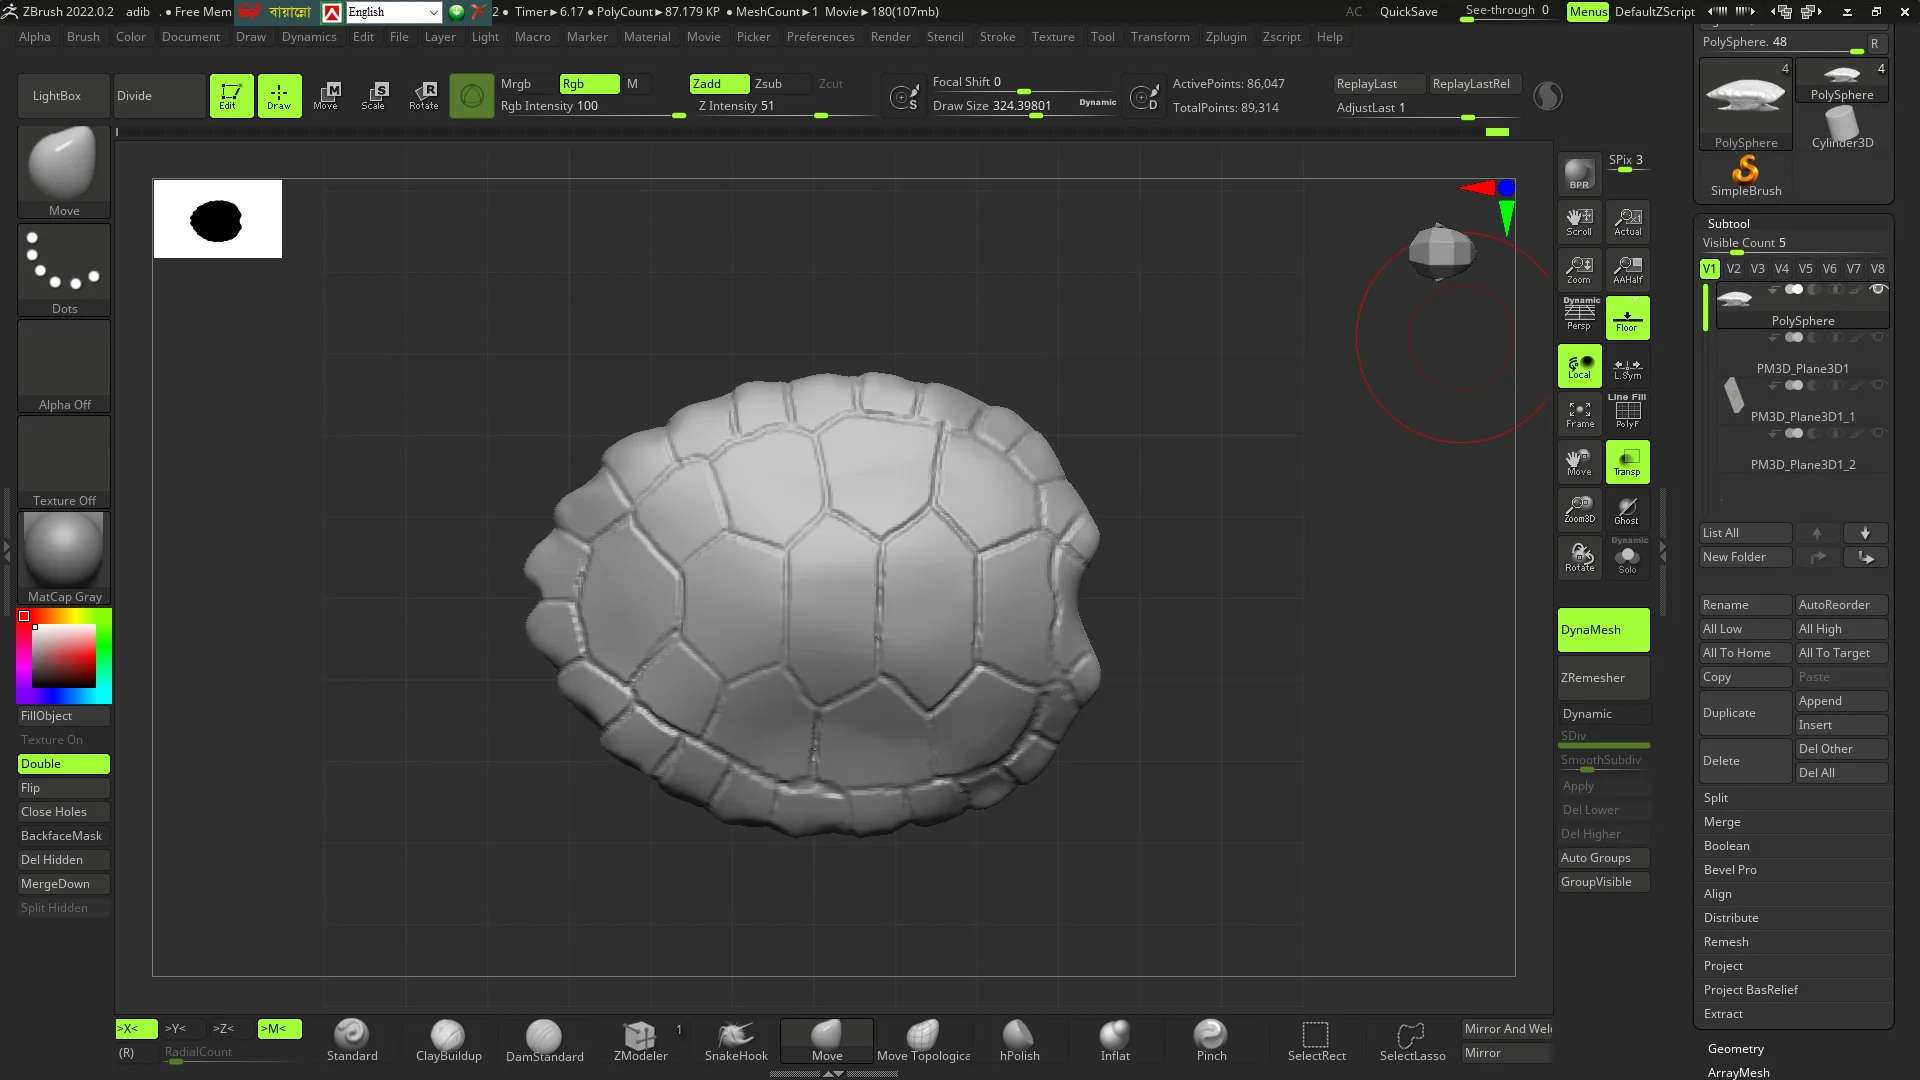 ZBrush 2022.0.2 adib . • Free Mem বায়ান্নো English 2 • Timer▸6.17 • PolyCount▸87.179 KP • MeshCount▸1 Movie▸180(107mb) AC QuickSave See-through 0 Menus DefaultZScript
Alpha Brush Color Document Draw Dynamics Edit File Layer Light Macro Marker Material Movie Picker Preferences Render Stencil Stroke Texture Tool Transform Zplugin Zscript Help
PolySphere. 48 R
LightBox Divide Edit Draw Move Scale Rotate
M S R
Mrgb Rgb M Zadd Zsub Zcut
Rgb Intensity 100 Z Intensity 51
S Focal Shift 0
Draw Size 324.39801 Dynamic
D ActivePoints: 86,047
TotalPoints: 89,314
ReplayLast ReplayLastRel
AdjustLast 1
4 4
PolySphere
PolySphere Cylinder3D
SimpleBrush
Move
Dots
Alpha Off
Texture Off
MatCap Gray
FillObject
Texture On
Double
Flip
Close Holes
BackfaceMask
Del Hidden
MergeDown
Split Hidden
BPR SPix 3
Scroll Actual
Zoom AAHalf
Dynamic
Persp Floor
Local L.Sym
Line Fill
Frame PolyF
Move Transp
Zoom3D Ghost
Dynamic
Rotate Solo
DynaMesh
ZRemesher
Dynamic
SDiv
SmoothSubdiv
Apply
Del Lower
Del Higher
Auto Groups
GroupVisible
Subtool
Visible Count 5
V1 V2 V3 V4 V5 V6 V7 V8
PolySphere
PM3D_Plane3D1
PM3D_Plane3D1_1
PM3D_Plane3D1_2
List All
New Folder
Rename AutoReorder
All Low All High
All To Home All To Target
Copy Paste
Duplicate Append
Insert
Delete Del Other
Del All
Split
Merge
Boolean
Bevel Pro
Align
Distribute
Remesh
Project
Project BasRelief
Extract
Geometry
ArrayMesh
>X< >Y< >Z< >M<
(R) RadialCount
Standard ClayBuildup DamStandard ZModeler 1 SnakeHook Move Move Topologica hPolish Inflat Pinch SelectRect SelectLasso
Mirror And Weld
Mirror